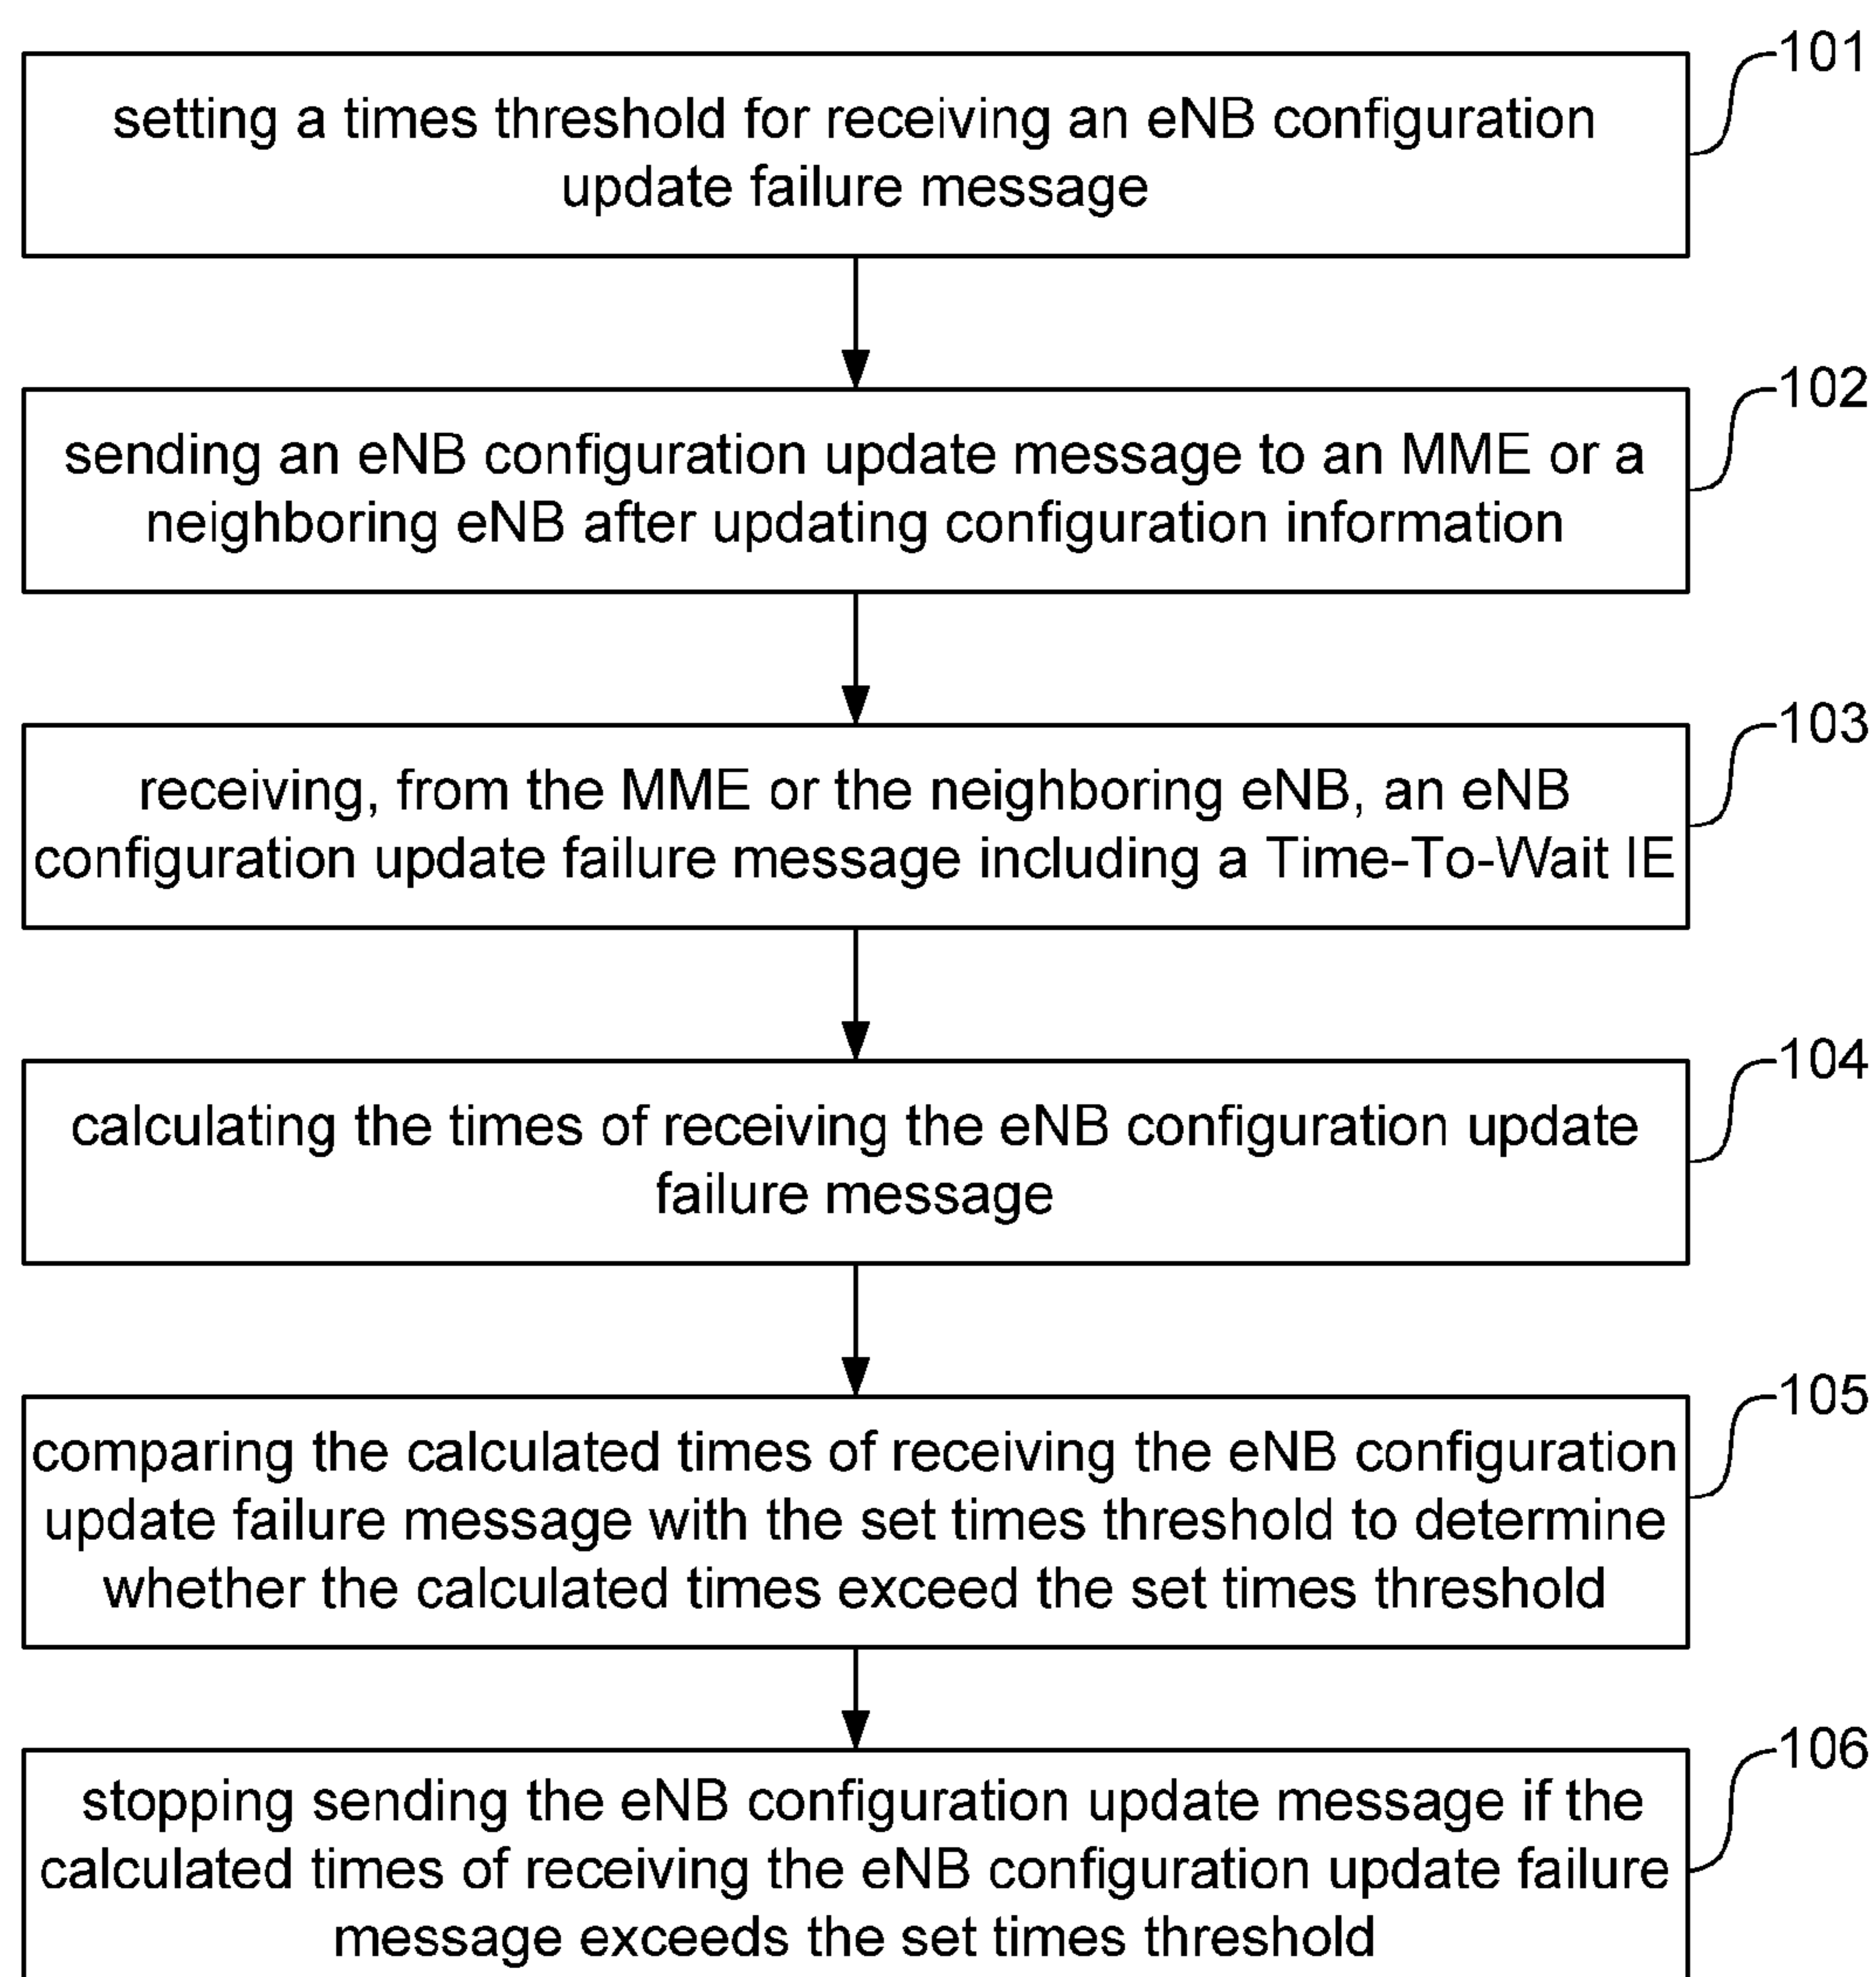 101
setting a times threshold for receiving an eNB configuration
update failure message
102
sending an eNB configuration update message to an MME or a
neighboring eNB after updating configuration information
103
receiving, from the MME or the neighboring eNB, an eNB
configuration update failure message including a Time-To-Wait IE
104
calculating the times of receiving the eNB configuration update
failure message
105
comparing the calculated times of receiving the eNB configuration
update failure message with the set times threshold to determine
whether the calculated times exceed the set times threshold
106
stopping sending the eNB configuration update message if the
calculated times of receiving the eNB configuration update failure
message exceeds the set times threshold